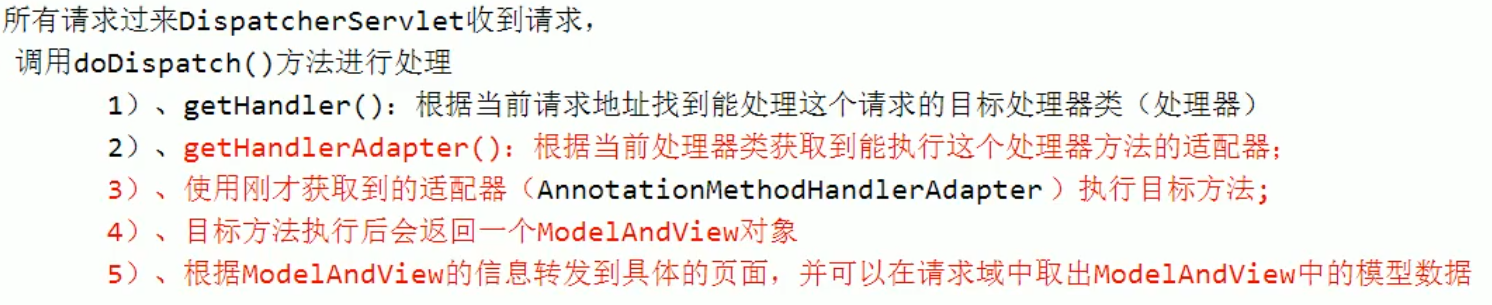 所有请求过来DispatcherServlet收到请求，
调用doDispatch()方法进行处理
1）、getHandler()：根据当前请求地址找到能处理这个请求的目标处理器类（处理器）
2）、getHandlerAdapter()：根据当前处理器类获取到能执行这个处理器方法的适配器；
3）、使用刚才获取到的适配器（AnnotationMethodHandlerAdapter ）执行目标方法;
4）、目标方法执行后会返回一个ModelAndView对象
5）、根据ModelAndView的信息转发到具体的页面，并可以在请求域中取出ModelAndView中的模型数据